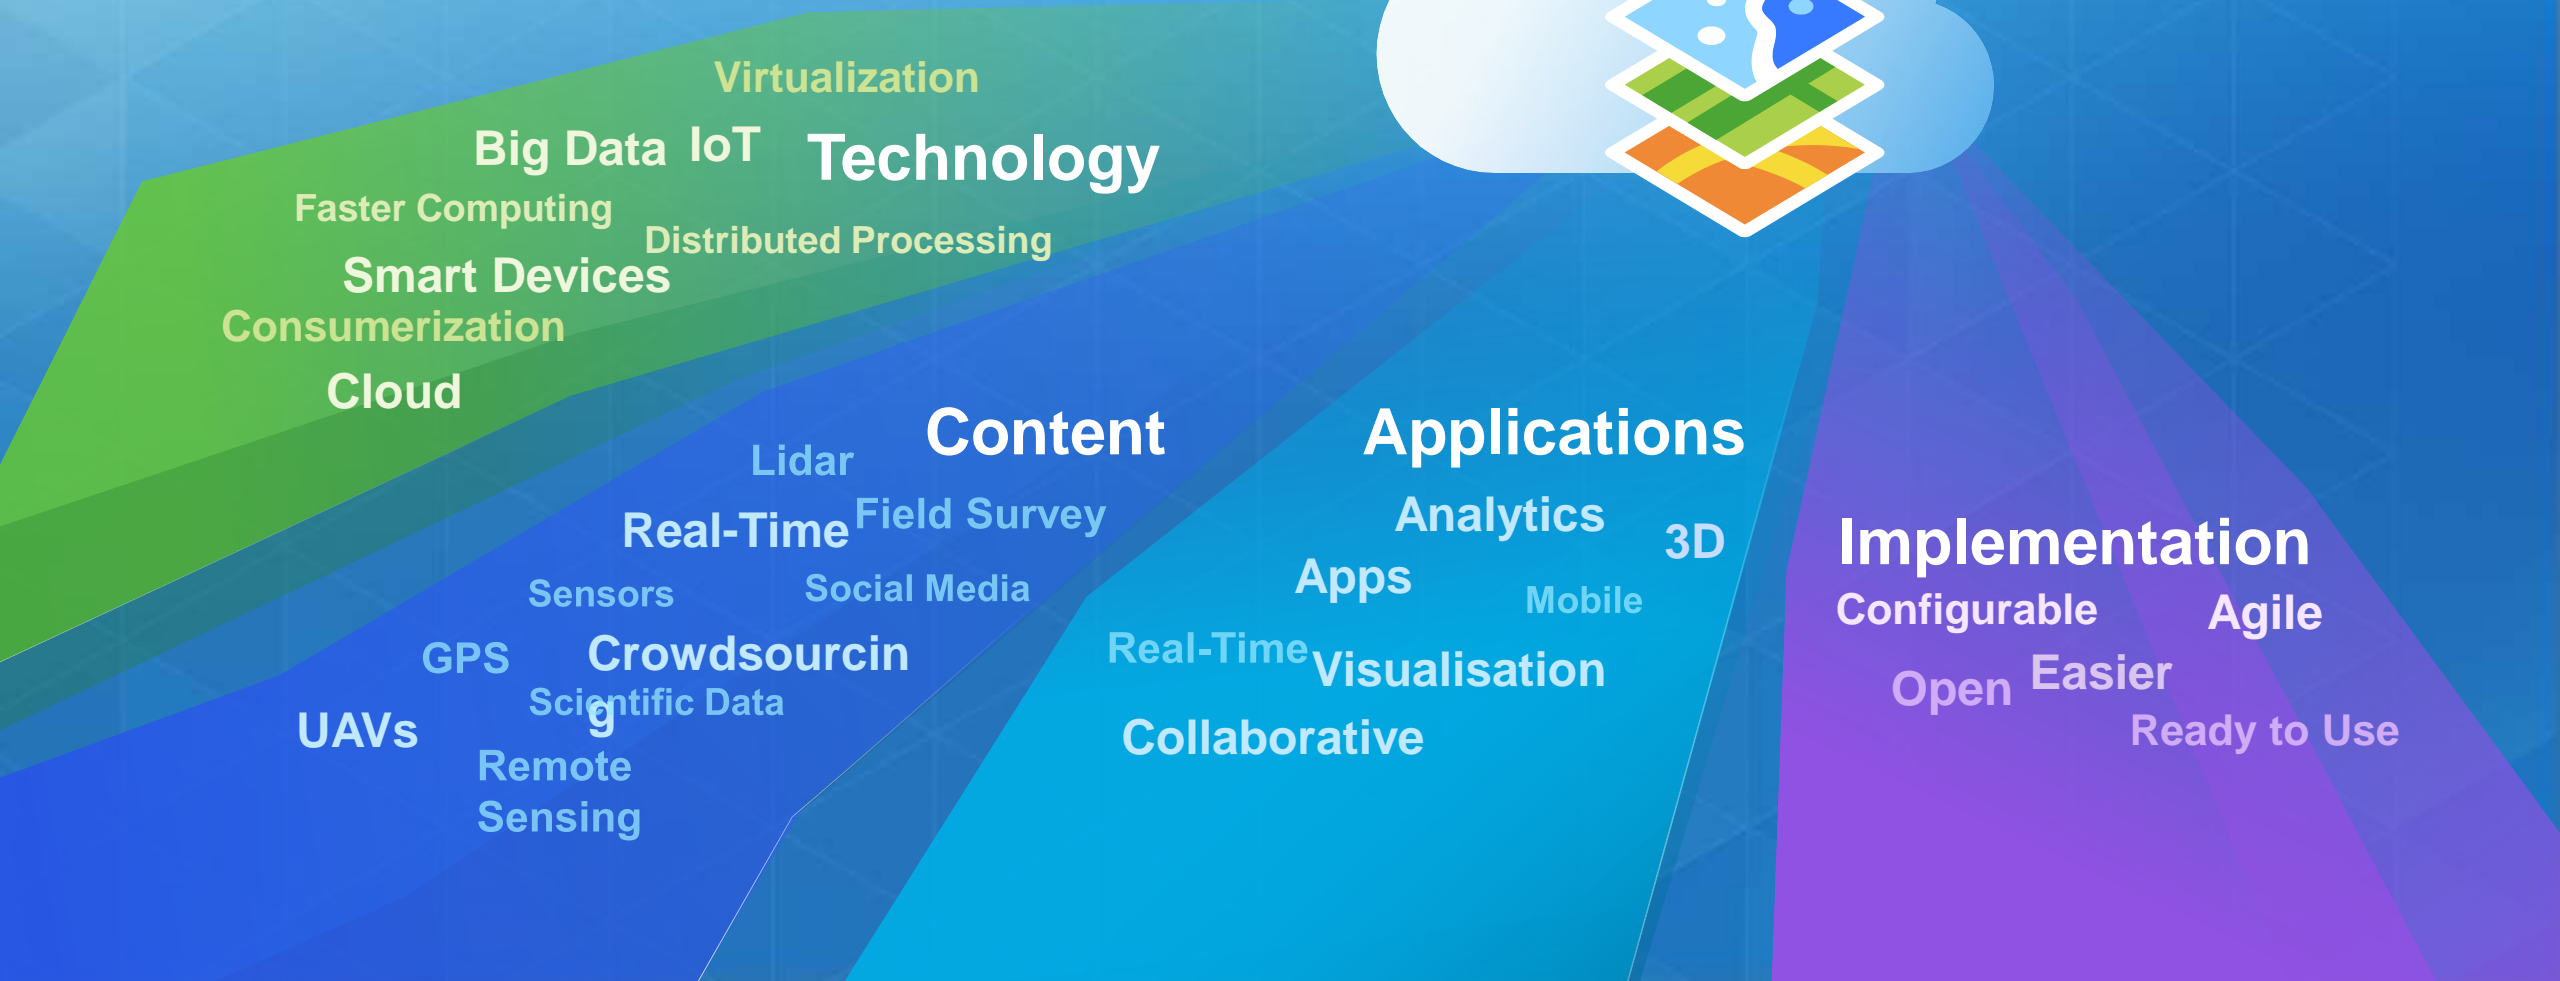 Virtualization
Big Data
IoT
Technology
Faster Computing
Distributed Processing
Smart Devices
Consumerization
Cloud
Content
Lidar
Field Survey
Real-Time
Sensors
Social Media
GPS
Crowdsourcin
g
Scientific Data
UAVs
Remote
Sensing
Applications
Analytics
3D
Apps
Mobile
Real-Time
Visualisation
Collaborative
Implementation
Configurable
Agile
Easier
Open
Ready to Use